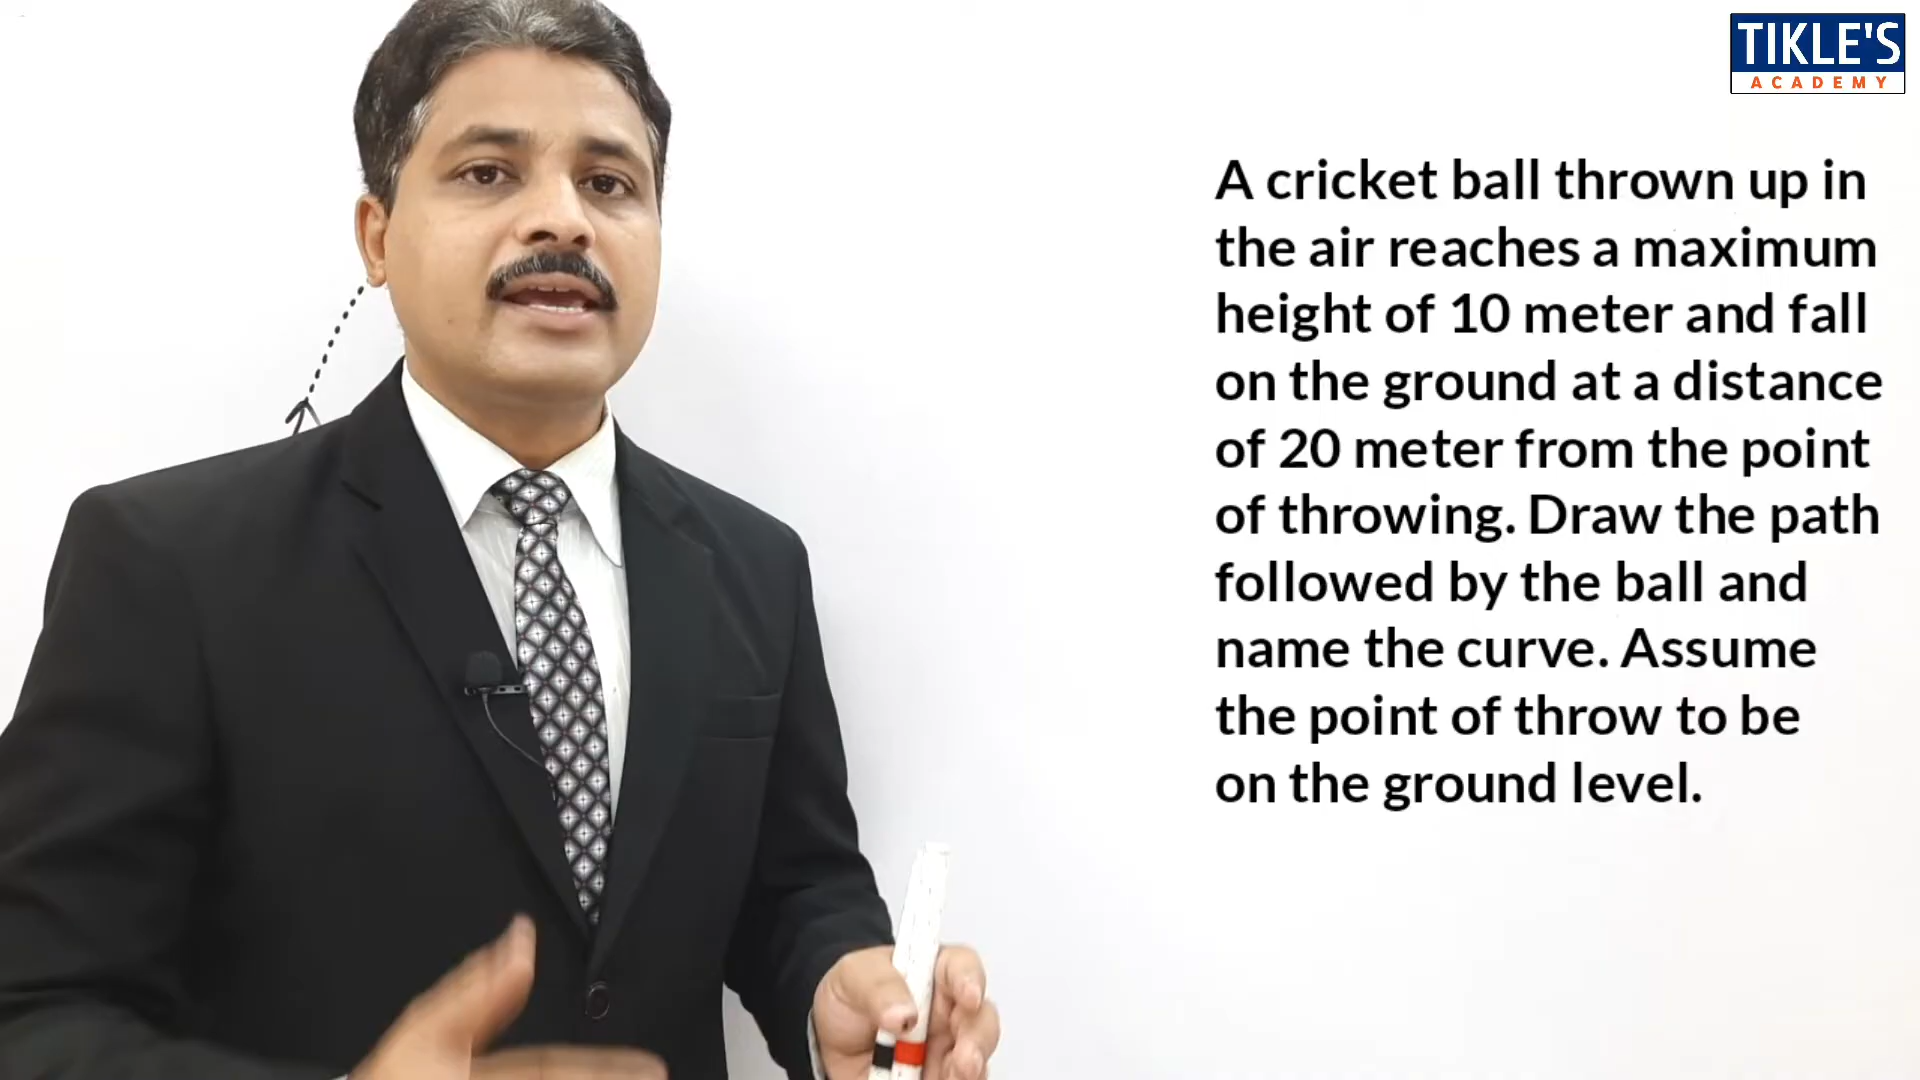 TIKLE'S
ACADEMY
A cricket ball thrown up in
the air reaches a maximum
height of 10 meter and fall
on the ground at a distance
of 20 meter from the point
of throwing. Draw the path
followed by the ball and
name the curve. Assume
the point of throw to be
on the ground level.